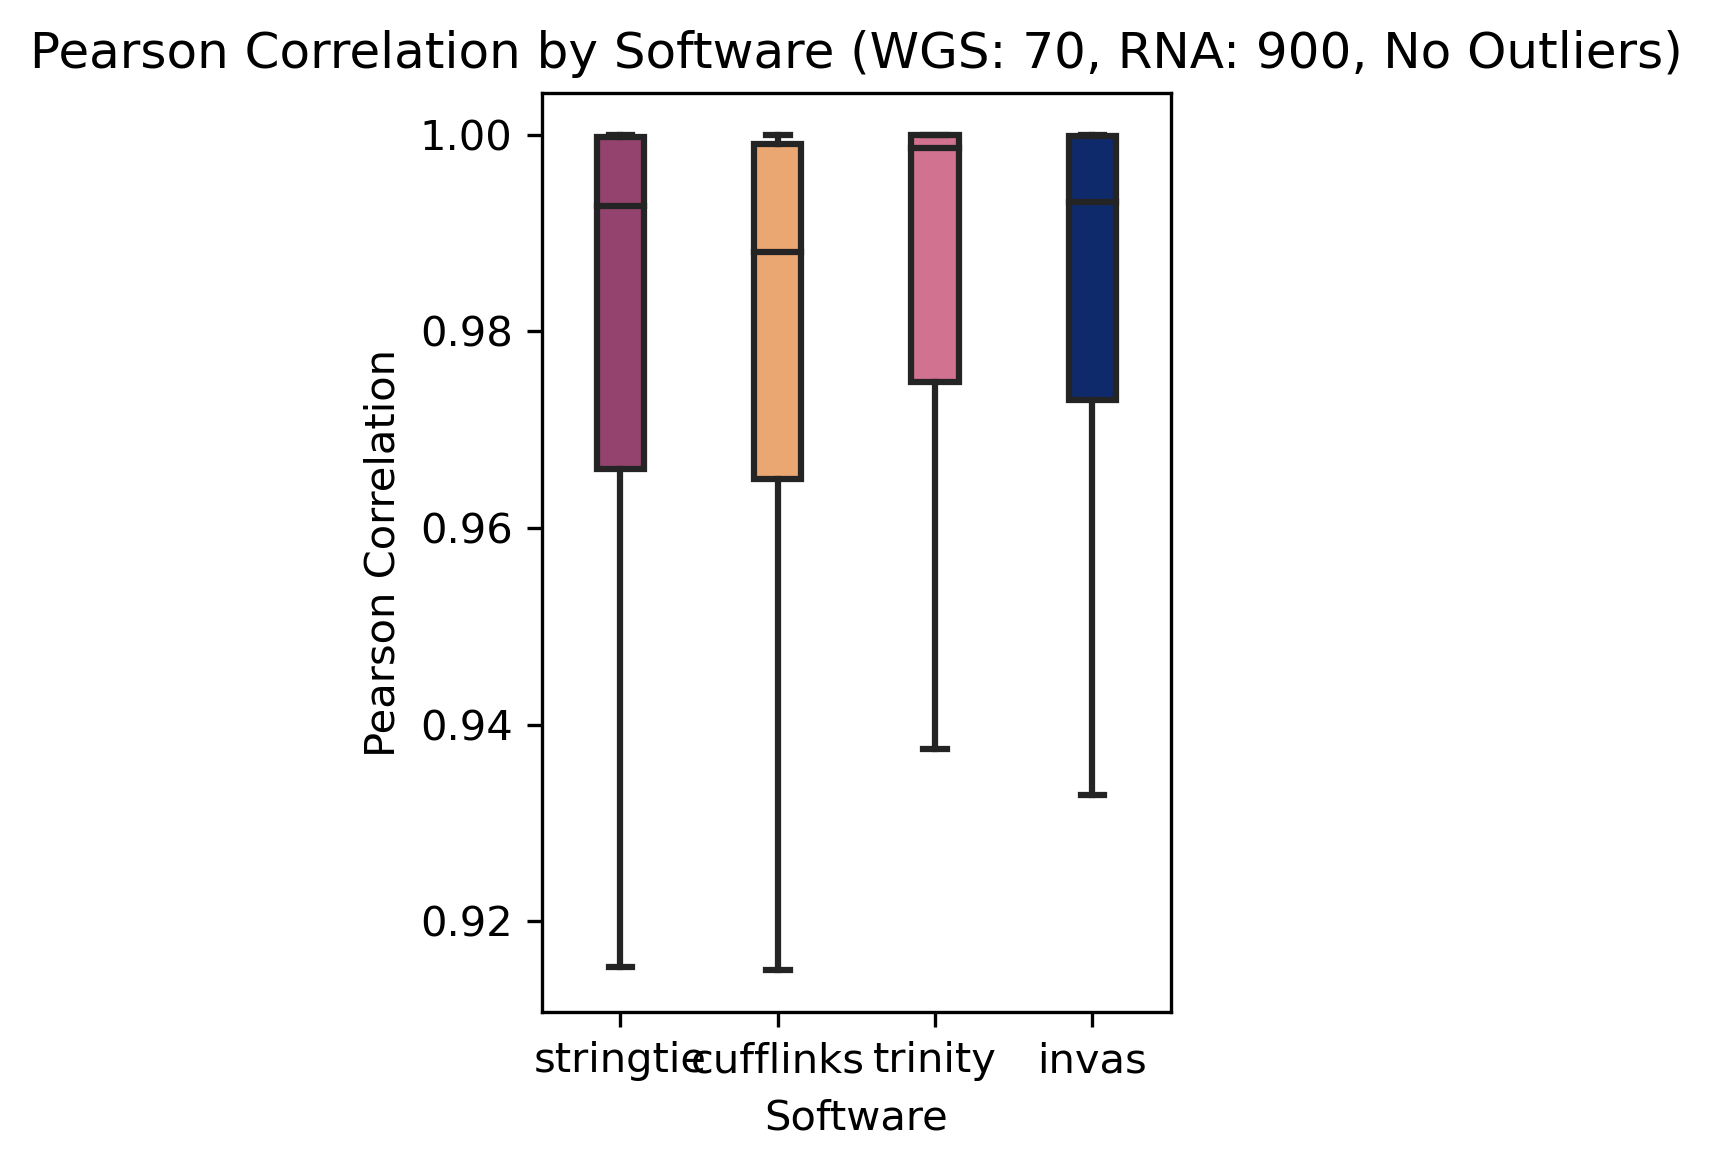 Pearson Correlation by Software (WGS: 70, RNA: 900, No Outliers)
Pearson Correlation
1.00
0.98
0.96
0.94
0.92
stringtie cufflinks trinity invas
Software